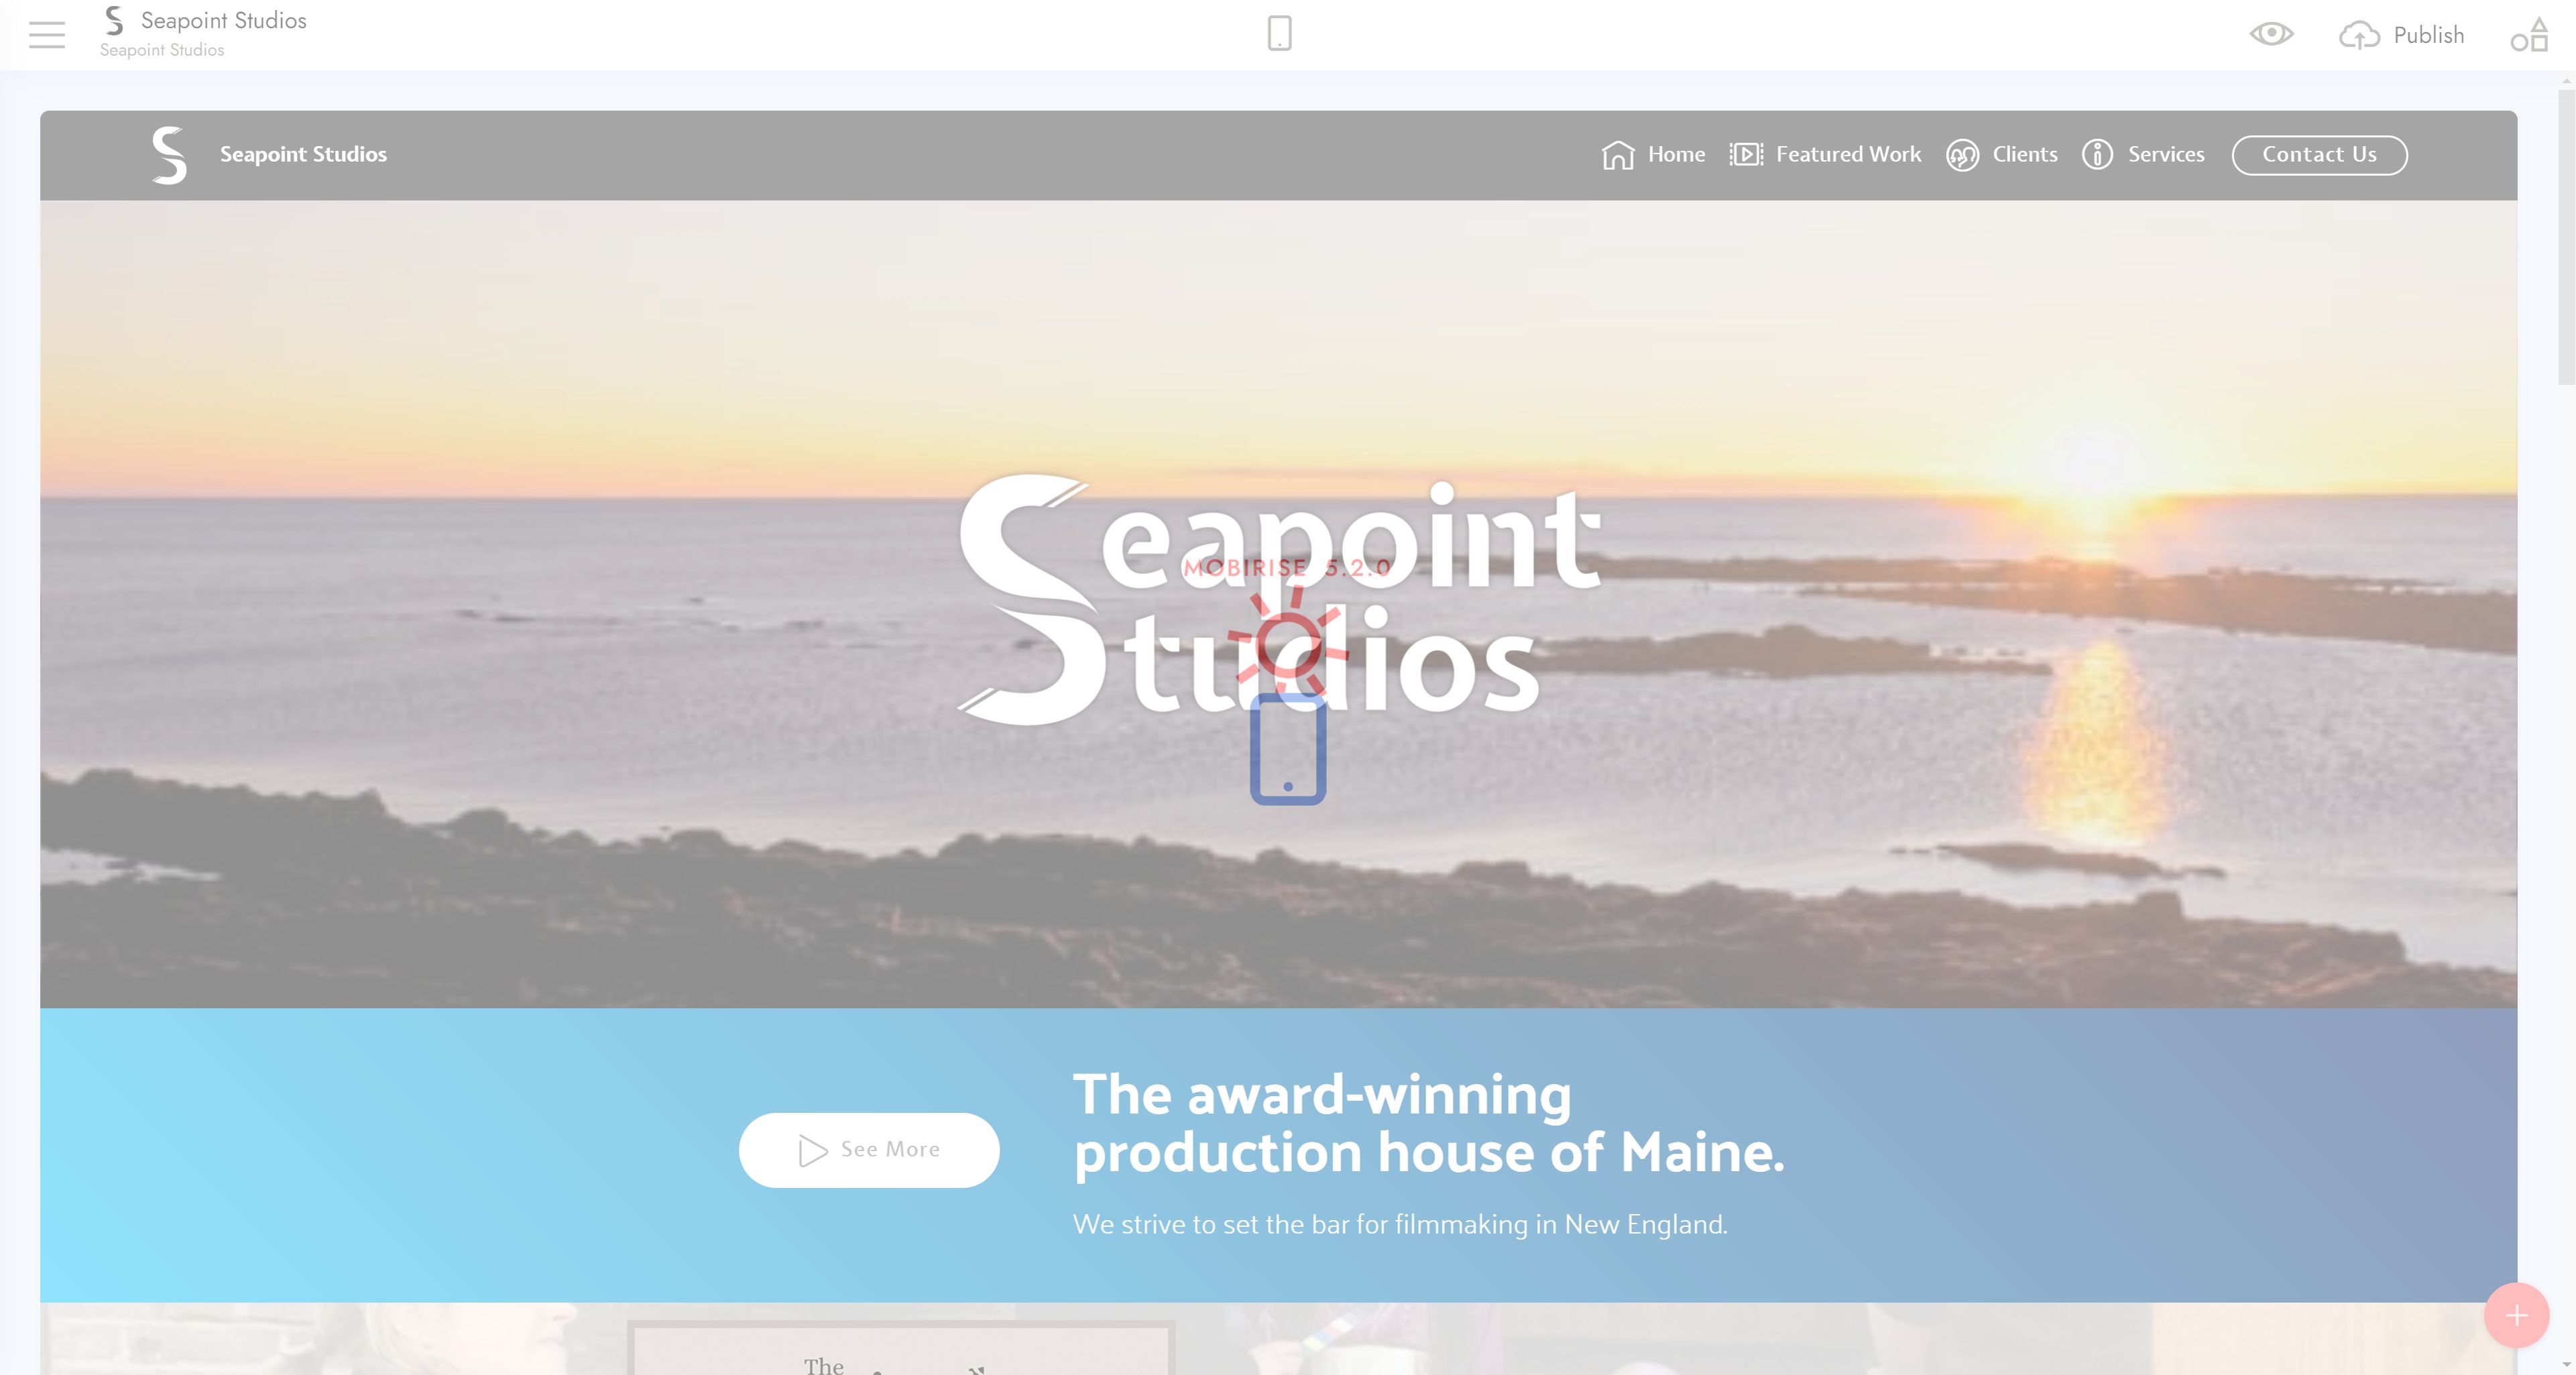 Seapoint Studios
Seapoint Studios
Publish
Seapoint Studios
Home
Featured Work
Clients
Services
Contact Us
Seapoint
Studios
MOBIRISE 5.2.0
See More
The award-winning
production house of Maine.
We strive to set the bar for filmmaking in New England.
The